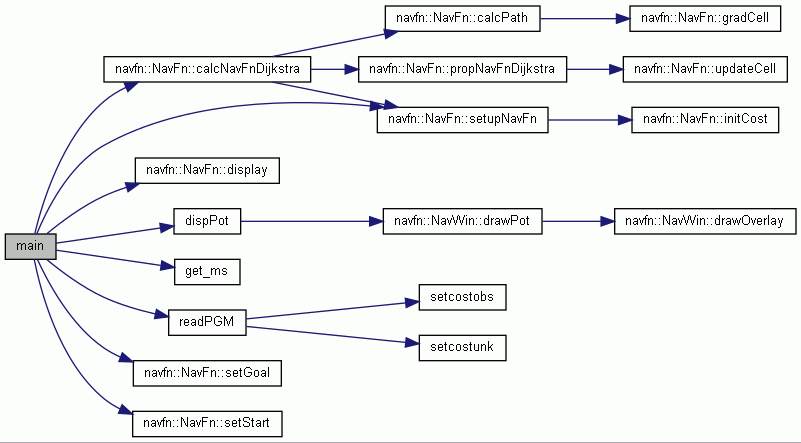 navfn::NavFn::calcPath
navfn::NavFn::gradCell
navfn::NavFn::calcNavFnDijkstra
navfn::NavFn::propNavFnDijkstra
navfn::NavFn::updateCell
navfn::NavFn::setupNavFn
navfn::NavFn::initCost
navfn::NavFn::display
dispPot
navfn::NavWin::drawPot
navfn::NavWin::drawOverlay
main
get_ms
setcostobs
readPGM
setcostunk
navfn::NavFn::setGoal
navfn::NavFn::setStart